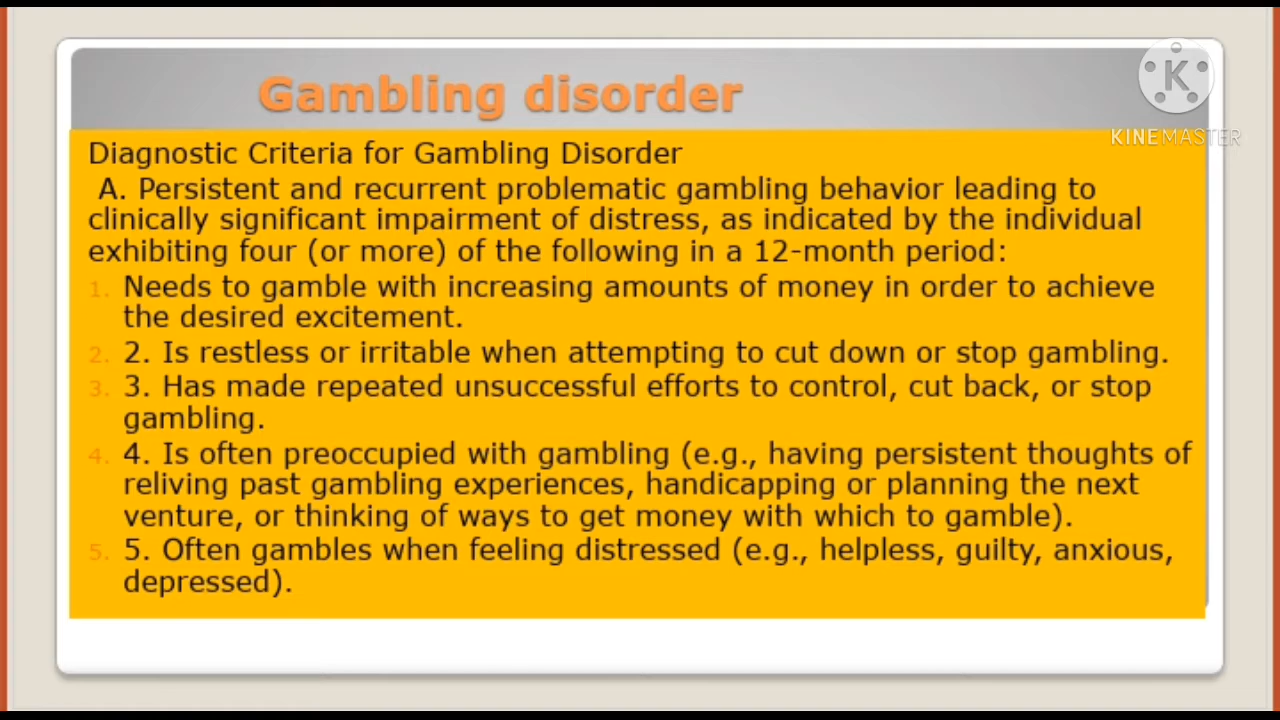 Gambling disorder
K
KINEMASTER
Diagnostic Criteria for Gambling Disorder
A. Persistent and recurrent problematic gambling behavior leading to
clinically significant impairment of distress, as indicated by the individual
exhibiting four (or more) of the following in a 12-month period:
1. Needs to gamble with increasing amounts of money in order to achieve
the desired excitement.
2. 2. Is restless or irritable when attempting to cut down or stop gambling.
3. 3. Has made repeated unsuccessful efforts to control, cut back, or stop
gambling.
4. 4. Is often preoccupied with gambling (e.g., having persistent thoughts of
reliving past gambling experiences, handicapping or planning the next
venture, or thinking of ways to get money with which to gamble).
5. 5. Often gambles when feeling distressed (e.g., helpless, guilty, anxious,
depressed).